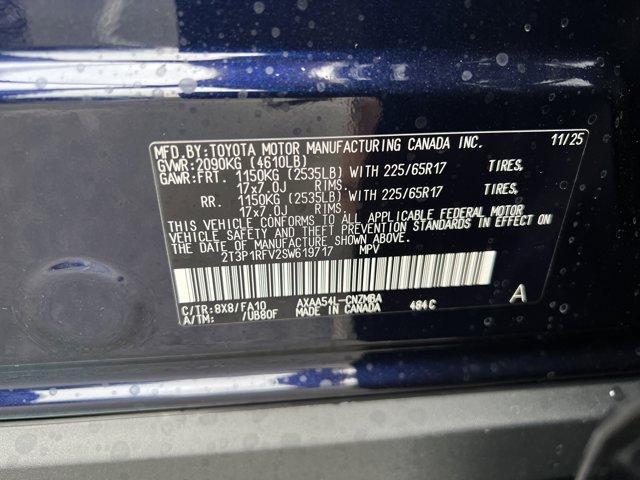 MFD.BY:TOYOTA MOTOR MANUFACTURING CANADA INC. 11/25
GVWR:2090KG (4610LB)
GAWR:FRT. 1150KG (2535LB) WITH 225/65R17 TIRES,
17x7.0J RIMS.
RR. 1150KG (2535LB) WITH 225/65R17 TIRES,
17x7.0J RIMS.
THIS VEHICLE CONFORMS TO ALL APPLICABLE FEDERAL MOTOR
VEHICLE SAFETY AND THEFT PREVENTION STANDARDS IN EFFECT ON
THE DATE OF MANUFACTURE SHOWN ABOVE.
2T3P1RFV2SW619717 MPV
C/TR:8X8/FA10 AXAA54L-CNZMBA 484C A
A/TM: /UB80F MADE IN CANADA